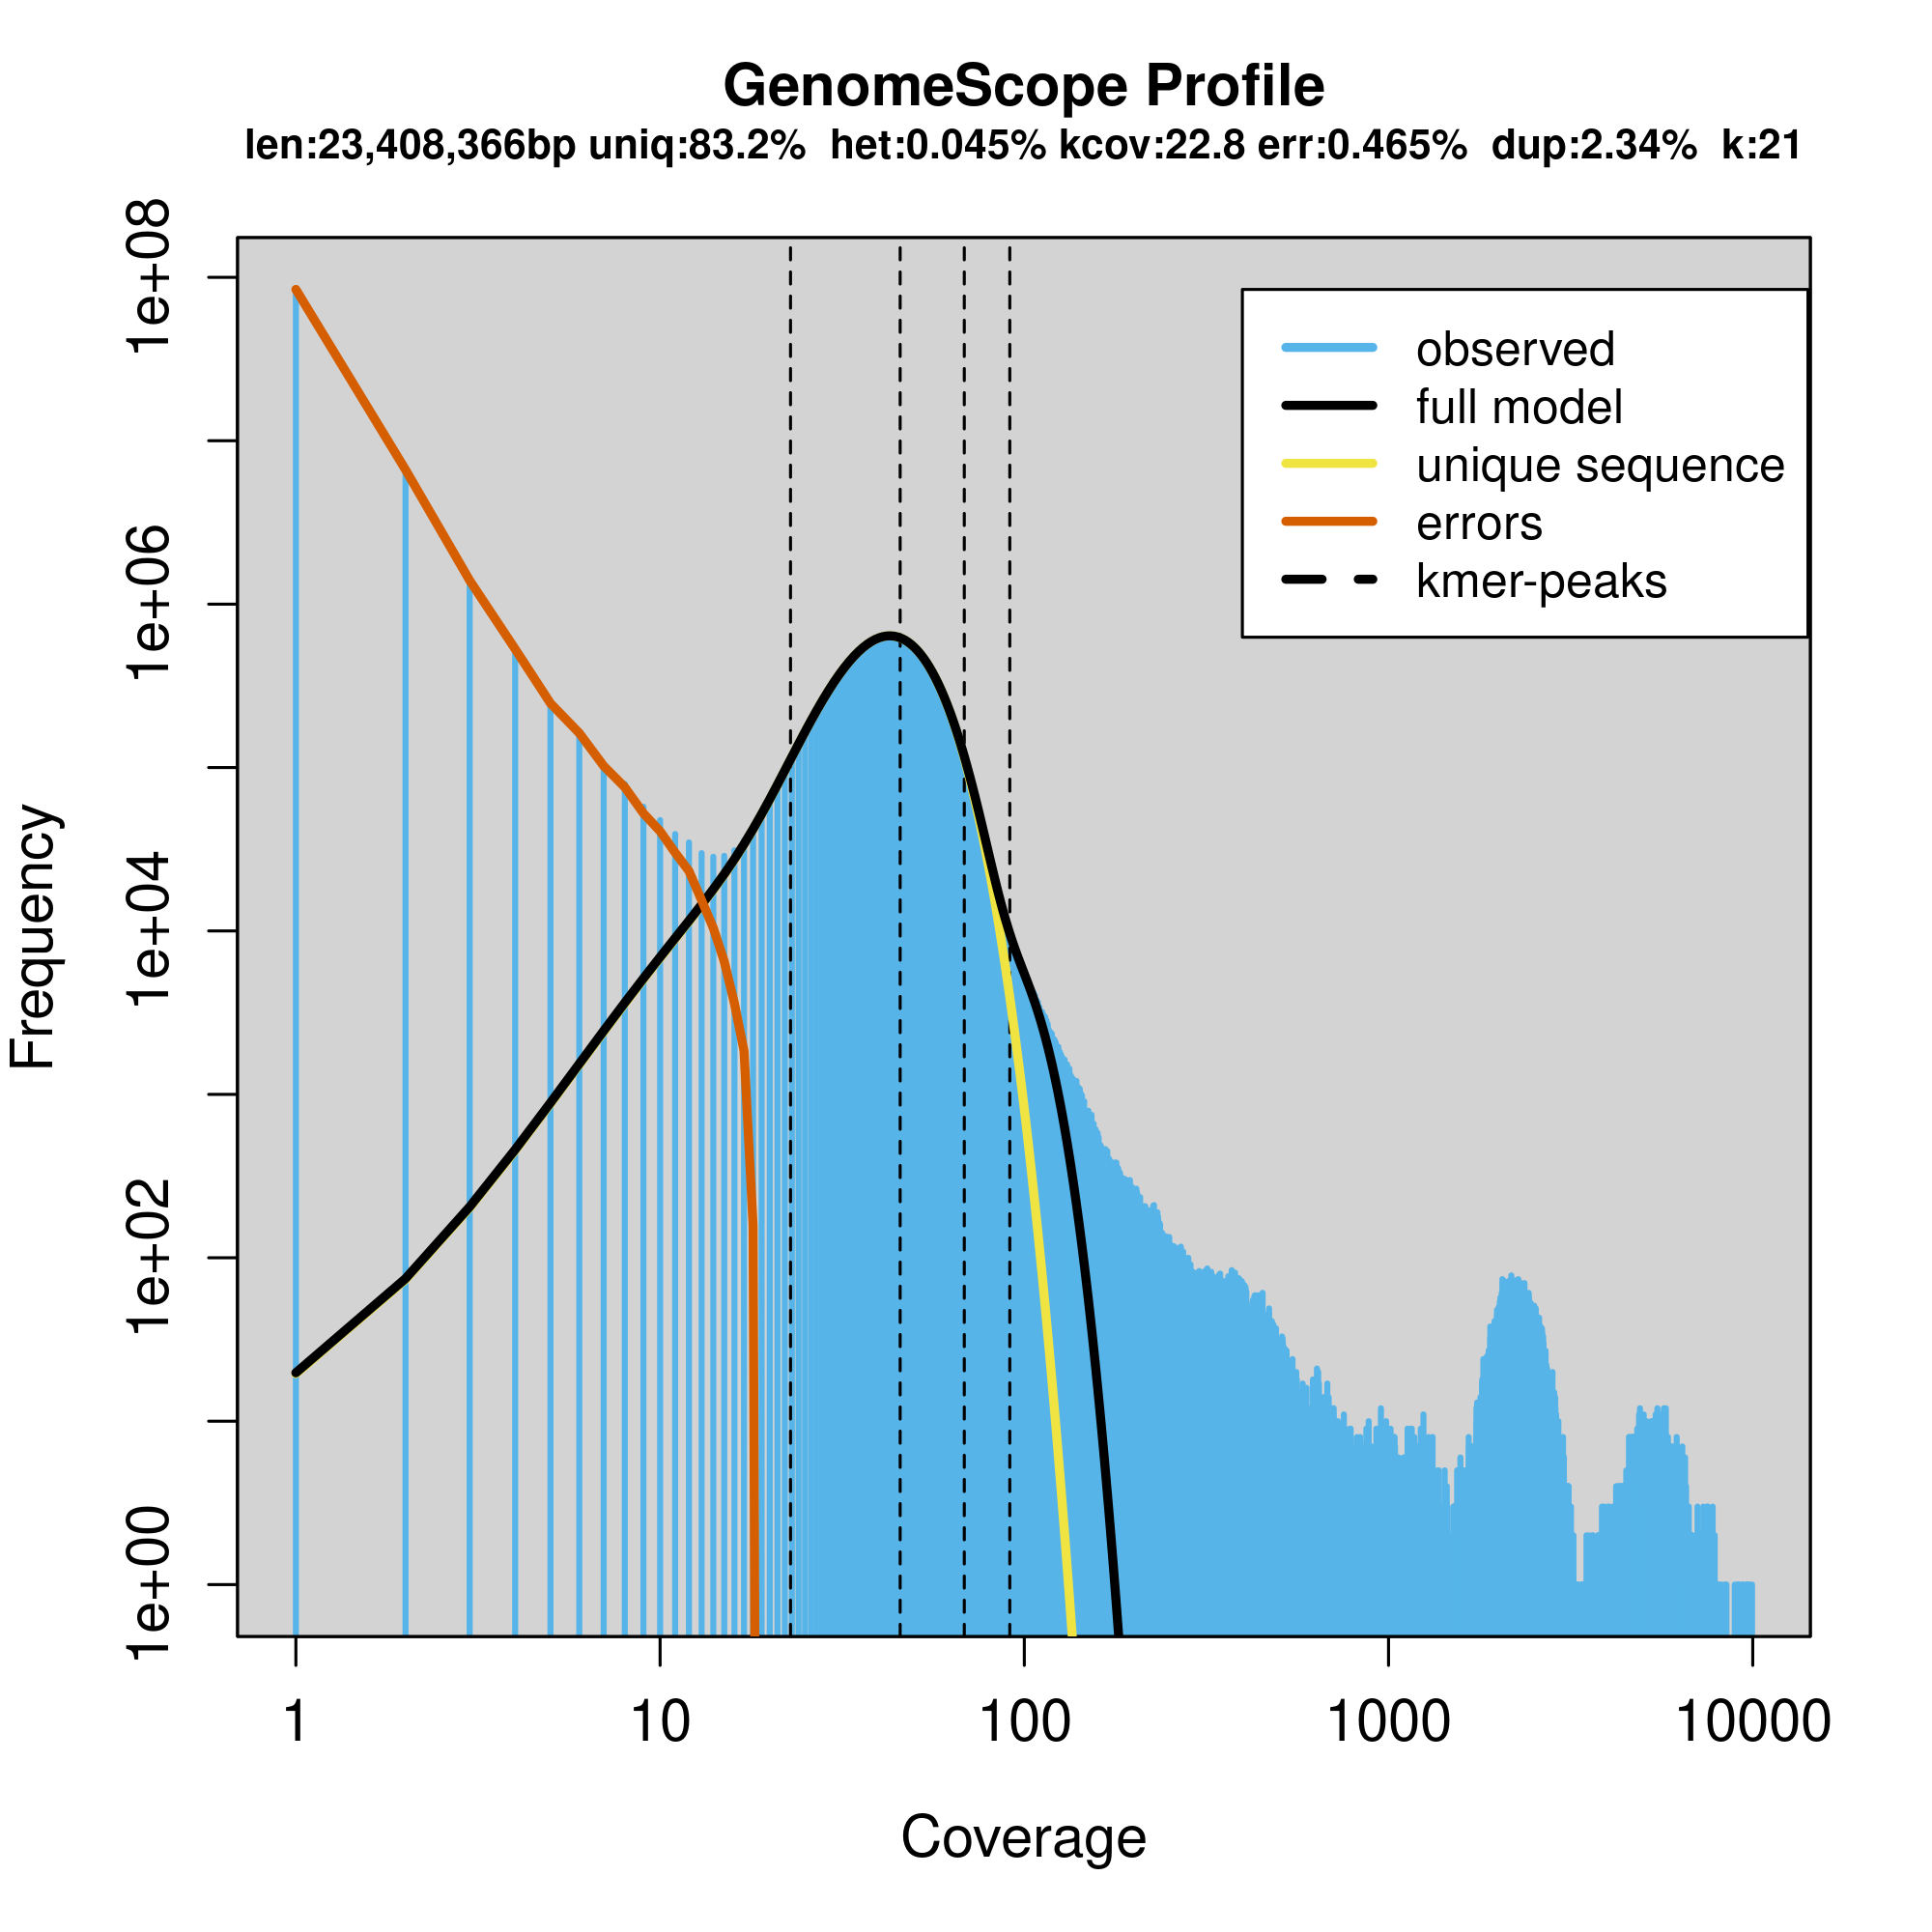 GenomeScope Profile
len:23,408,366bp uniq:83.2% het:0.045% kcov:22.8 err:0.465% dup:2.34% k:21
observed
full model
unique sequence
errors
kmer-peaks
Frequency
1e+08
1e+06
1e+04
1e+02
1e+00
1 10 100 1000 10000
Coverage